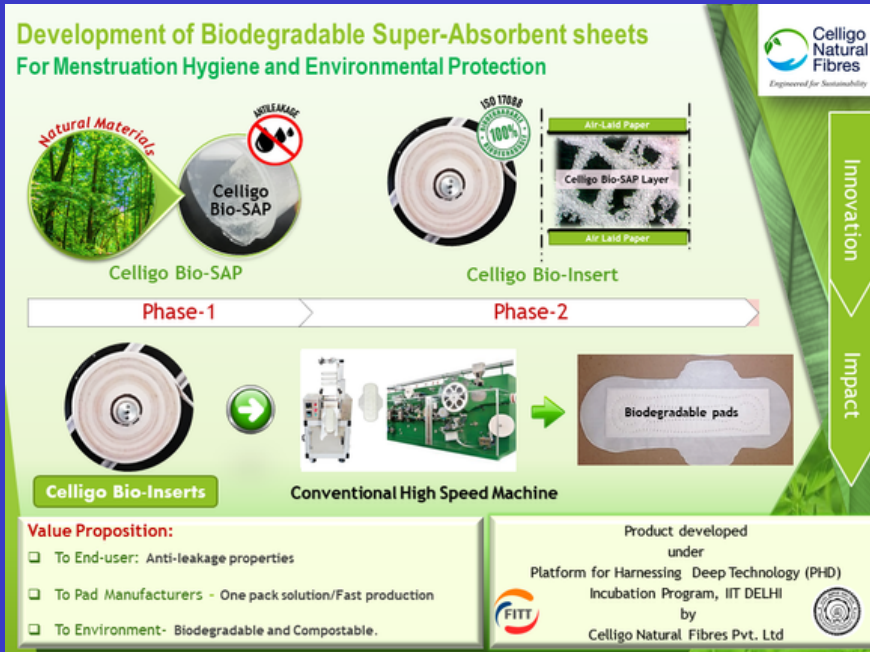 Development of Biodegradable Super-Absorbent sheets
For Menstruation Hygiene and Environmental Protection
Celligo
Natural
Fibres
Engineered for Sustainability
Natural Materials
ANTILEAKAGE
Celligo
Bio-SAP
Celligo Bio-SAP
ISO 17088
BIODEGRADABLE
100%
BIODEGRADABLE
Air-Laid Paper
Celligo Bio-SAP Layer
Air Laid Paper
Celligo Bio-Insert
Innovation
Impact
Phase-1
Phase-2
Celligo Bio-Inserts
Conventional High Speed Machine
Biodegradable pads
Value Proposition:
To End-user: Anti-leakage properties
To Pad Manufacturers - One pack solution/Fast production
To Environment- Biodegradable and Compostable.
Product developed
under
Platform for Harnessing Deep Technology (PHD)
Incubation Program, IIT DELHI
by
Celligo Natural Fibres Pvt. Ltd
FITT